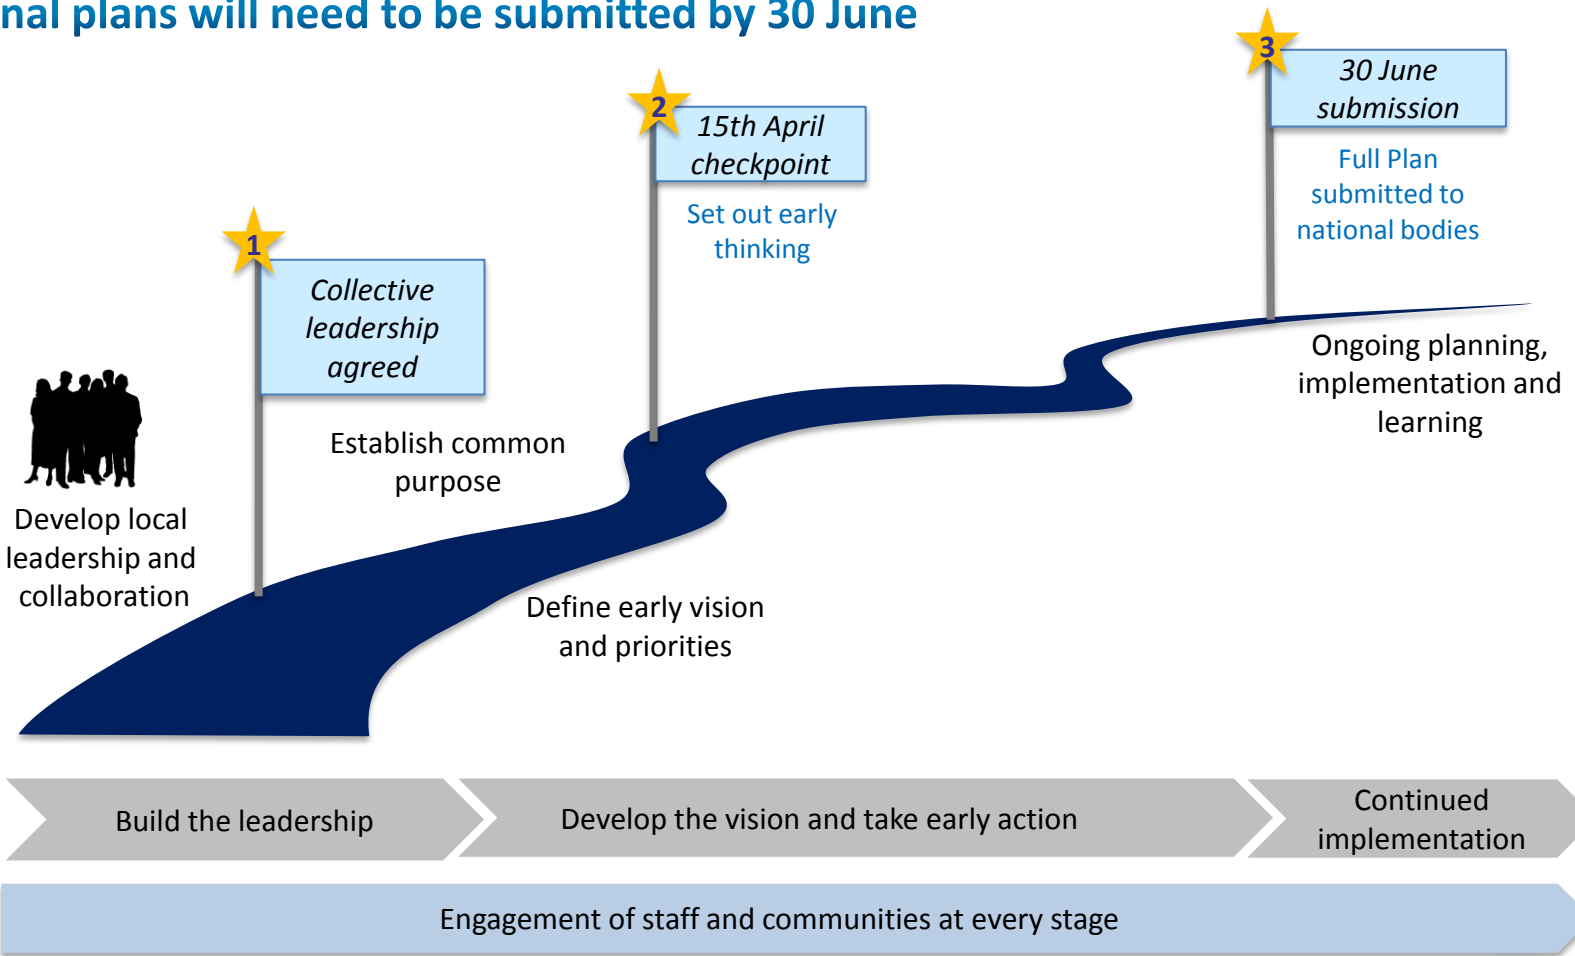 nal plans will need to be submitted by 30 June
3
30 June
submission
Full Plan
submitted to
national bodies
2
15th April
checkpoint
Set out early
thinking
1
Collective
leadership
agreed
Develop local
leadership and
collaboration
Establish common
purpose
Define early vision
and priorities
Ongoing planning,
implementation and
learning
Build the leadership
Develop the vision and take early action
Continued
implementation
Engagement of staff and communities at every stage